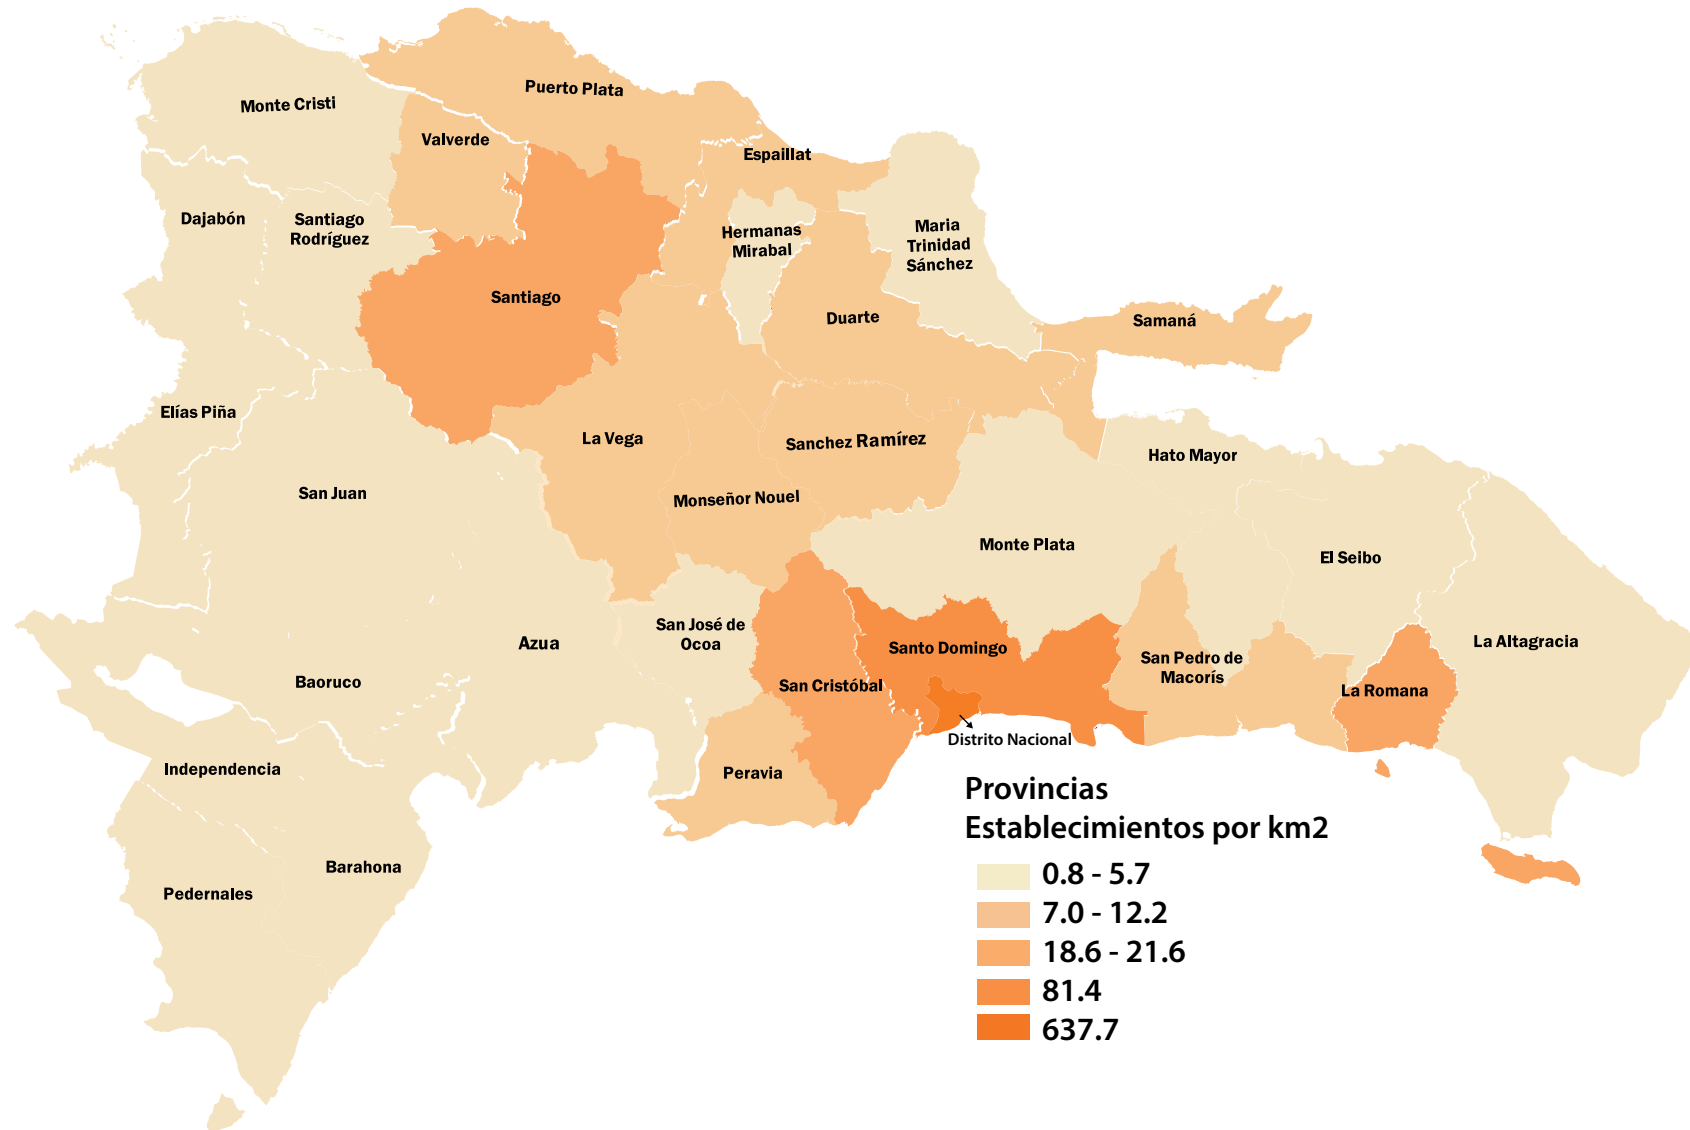 Puerto Plata
Monte Cristi
Valverde
Espaillat
Dajabón
Santiago
Rodríguez
Hermanas
Mirabal
Maria
Trinidad
Sánchez
Santiago
Duarte
Samaná
Elías Piña
La Vega
Sanchez Ramírez
Hato Mayor
San Juan
Monseñor Nouel
Monte Plata
El Seibo
San José de
Ocoa
Azua
Santo Domingo
San Pedro de
Macorís
La Altagracia
Baoruco
San Cristóbal
La Romana
Distrito Nacional
Independencia
Peravia
Barahona
Pedernales
Provincias
Establecimientos por km2
0.8 - 5.7
7.0 - 12.2
18.6 - 21.6
81.4
637.7